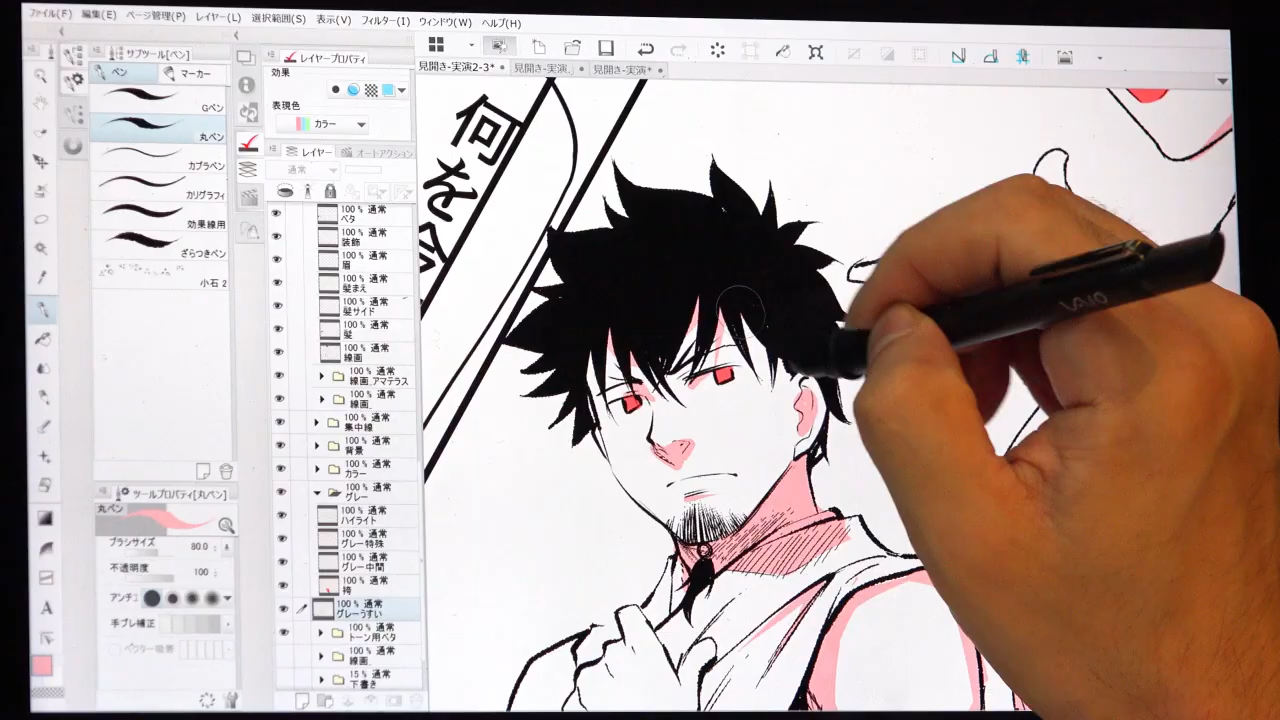 ファイル(F) 編集(E) ページ管理(P) レイヤー(L) 選択範囲(S) 表示(V) フィルター(I) ウィンドウ(W) ヘルプ(H)
サブツール[ペン]
ペン
マーカー
Gペン
丸ペン
カブラペン
カリグラフィ
効果線用
ざらつきペン
小石 2
ツールプロパティ[丸ペン]
丸ペン
ブラシサイズ 80.0
不透明度 100
アンチエ
手ブレ補正
ベクター吸着
レイヤープロパティ
効果
表現色
カラー
レイヤー
オートアクション
通常
100 % 通常
ベタ
100 % 通常
装飾
100 % 通常
眉
100 % 通常
髪まえ
100 % 通常
髪サイド
100 % 通常
髪
100 % 通常
線画
100 % 通常
線画_アマテラス
100 % 通常
線画_
100 % 通常
集中線
100 % 通常
背景
100 % 通常
カラー
100 % 通常
グレー
100 % 通常
ハイライト
100 % 通常
グレー特殊
100 % 通常
グレー中間
100 % 通常
袴
100 % 通常
グレーうすい
100 % 通常
トーン用ベタ
100 % 通常
線画_
15 % 通常
下書き
見開き-実演2-3*
見開き-実演_
見開き-実演*
何を
VAIO